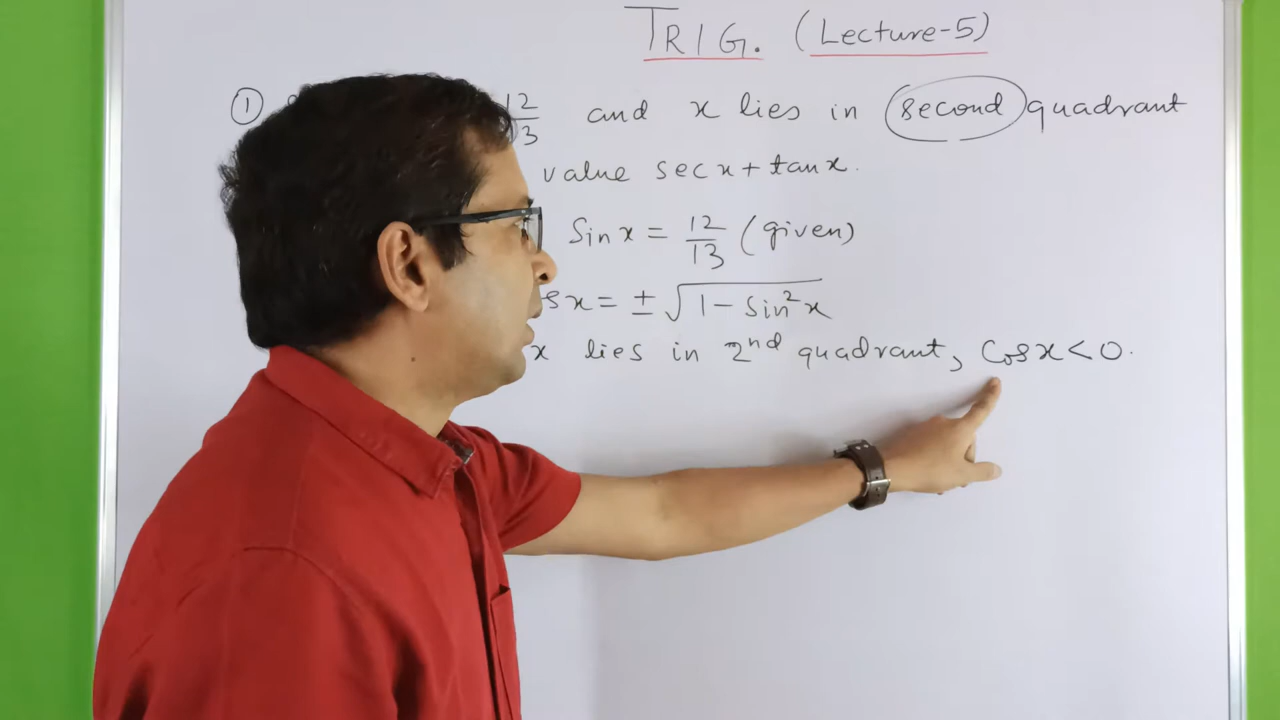 TRIG. (Lecture-5)
① 12/13 and x lies in second quadrant
value sec x + tan x.
Sin x = 12/13 (given)
x = ± √(1 - Sin²x)
x lies in 2nd quadrant, Cos x < 0.